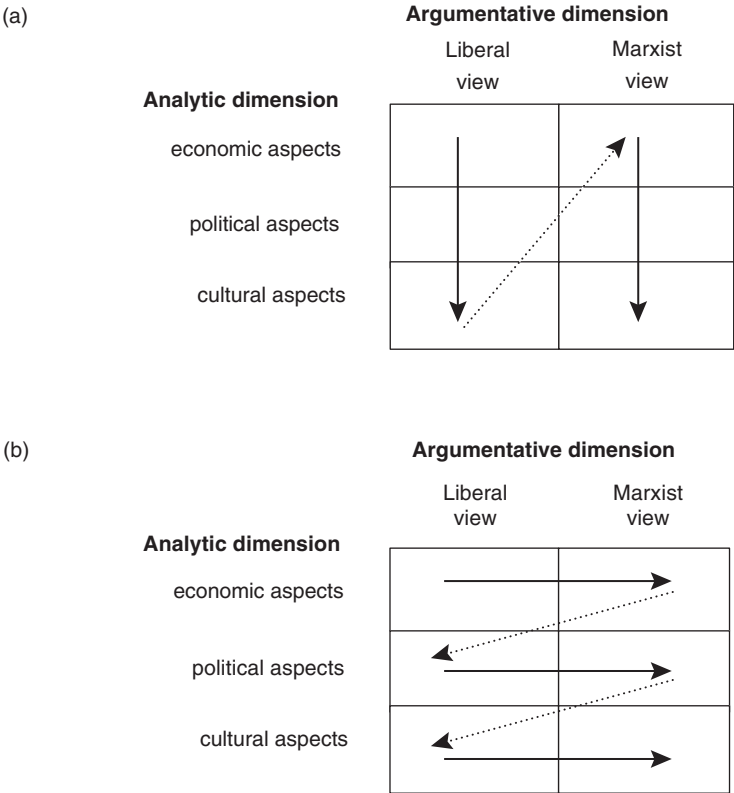 (a)
Argumentative dimension
Liberal view
Marxist view
Analytic dimension
economic aspects
political aspects
cultural aspects
(b)
Argumentative dimension
Liberal view
Marxist view
Analytic dimension
economic aspects
political aspects
cultural aspects